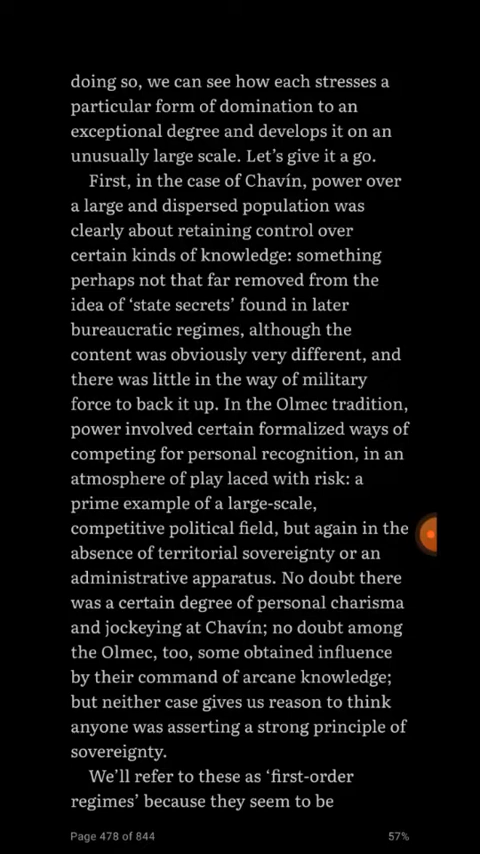 doing so, we can see how each stresses a
particular form of domination to an
exceptional degree and develops it on an
unusually large scale. Let’s give it a go.
First, in the case of Chavín, power over
a large and dispersed population was
clearly about retaining control over
certain kinds of knowledge: something
perhaps not that far removed from the
idea of ‘state secrets’ found in later
bureaucratic regimes, although the
content was obviously very different, and
there was little in the way of military
force to back it up. In the Olmec tradition,
power involved certain formalized ways of
competing for personal recognition, in an
atmosphere of play laced with risk: a
prime example of a large-scale,
competitive political field, but again in the
absence of territorial sovereignty or an
administrative apparatus. No doubt there
was a certain degree of personal charisma
and jockeying at Chavín; no doubt among
the Olmec, too, some obtained influence
by their command of arcane knowledge;
but neither case gives us reason to think
anyone was asserting a strong principle of
sovereignty.
We’ll refer to these as ‘first-order
regimes’ because they seem to be
Page 478 of 844
57%